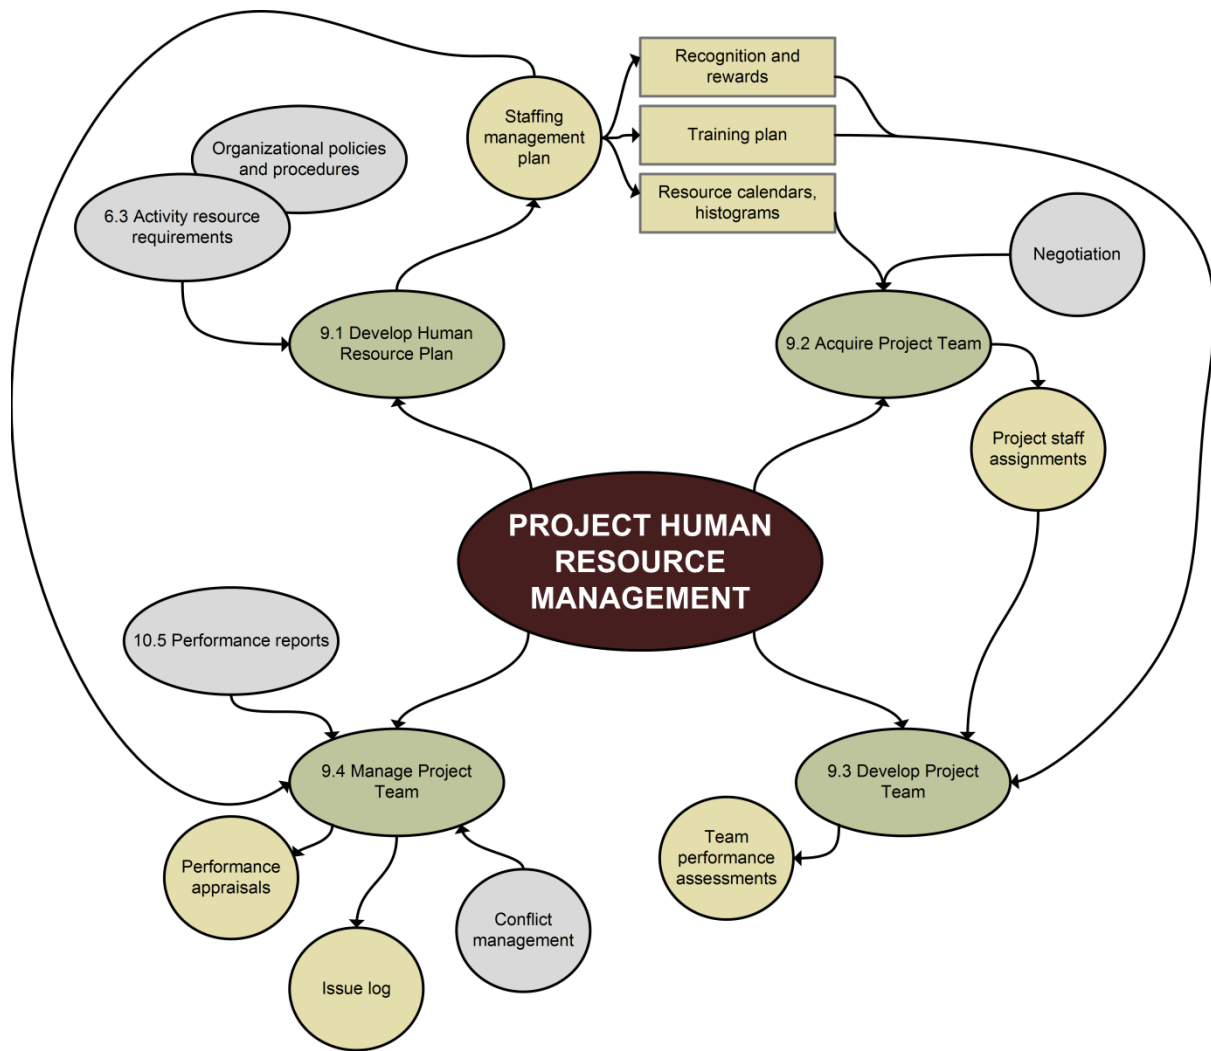 Recognition and
rewards
Staffing
management
plan
Training plan
Organizational policies
and procedures
Resource calendars,
histograms
6.3 Activity resource
requirements
Negotiation
9.1 Develop Human
Resource Plan
9.2 Acquire Project Team
Project staff
assignments
PROJECT HUMAN
RESOURCE
MANAGEMENT
10.5 Performance reports
9.4 Manage Project
Team
9.3 Develop Project
Team
Performance
appraisals
Team
performance
assessments
Conflict
management
Issue log